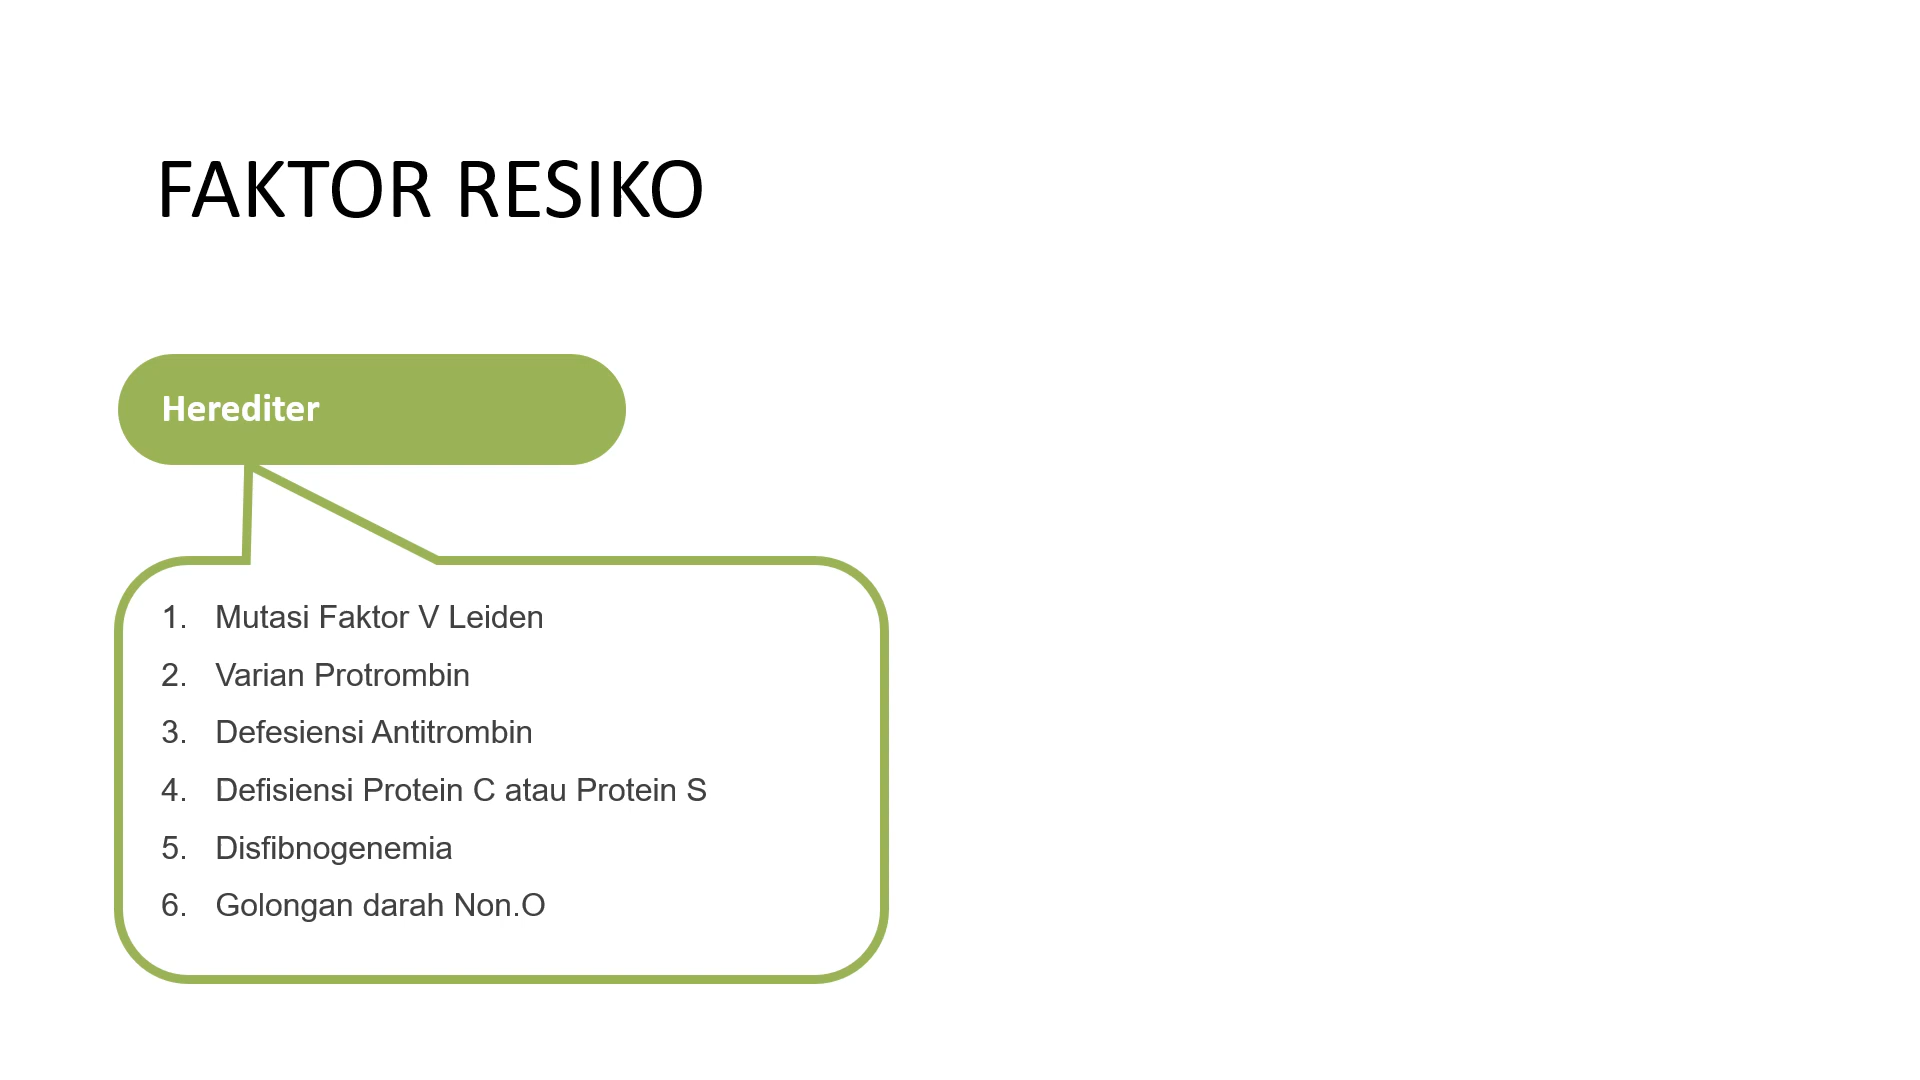 FAKTOR RESIKO
Herediter
1. Mutasi Faktor V Leiden
2. Varian Protrombin
3. Defesiensi Antitrombin
4. Defisiensi Protein C atau Protein S
5. Disfibnogenemia
6. Golongan darah Non.O